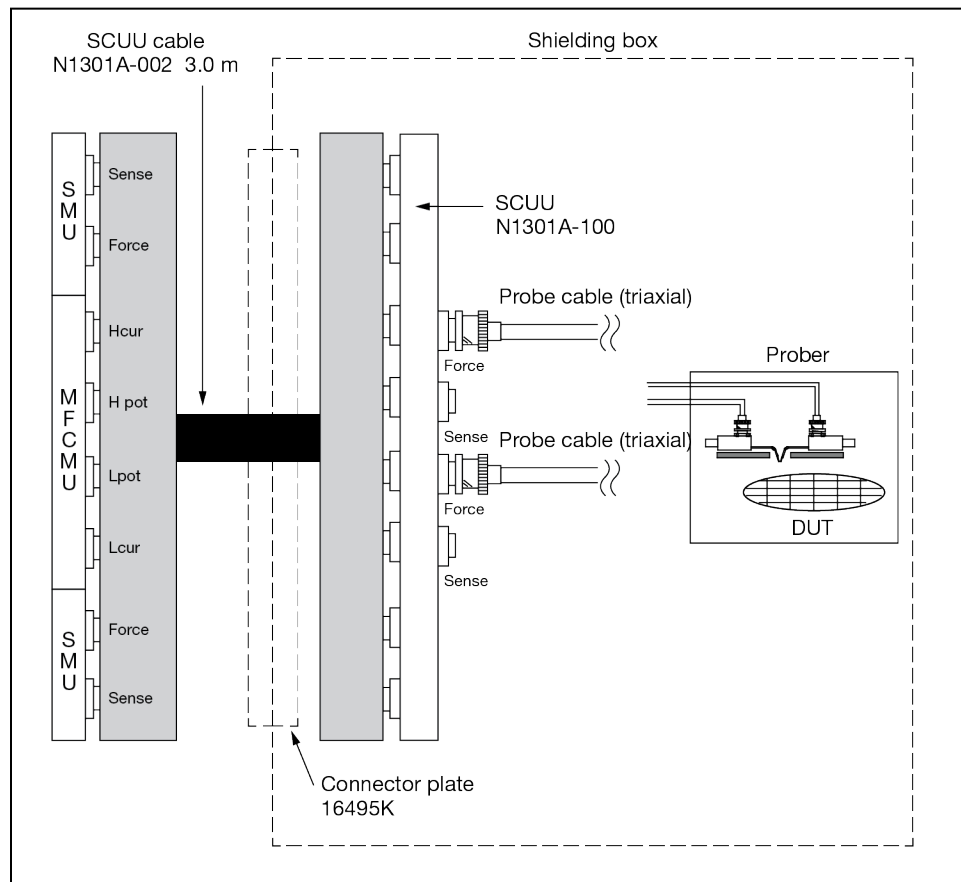 SCUU cable
N1301A-002  3.0 m
Shielding box
SMU
Sense
Force
SCUU
N1301A-100
MFCMU
Hcur
H pot
Lpot
Lcur
Probe cable (triaxial)
Force
Sense
Probe cable (triaxial)
Force
Sense
Prober
DUT
SMU
Force
Sense
Connector plate
16495K